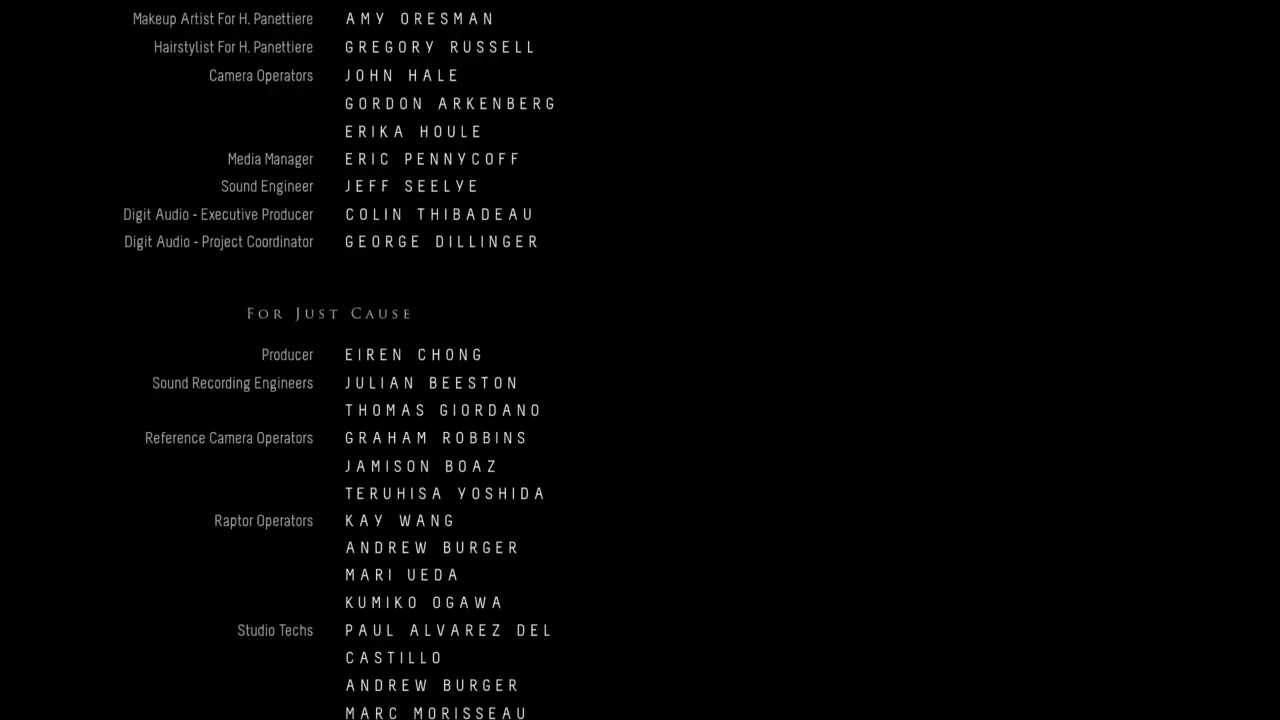 Makeup Artist For H. Panettiere AMY ORESMAN
Hairstylist For H. Panettiere GREGORY RUSSELL
Camera Operators JOHN HALE
GORDON ARKENBERG
ERIKA HOULE
Media Manager ERIC PENNYCOFF
Sound Engineer JEFF SEELYE
Digit Audio - Executive Producer COLIN THIBADEAU
Digit Audio - Project Coordinator GEORGE DILLINGER
FOR JUST CAUSE
Producer EIREN CHONG
Sound Recording Engineers JULIAN BEESTON
THOMAS GIORDANO
Reference Camera Operators GRAHAM ROBBINS
JAMISON BOAZ
TERUHISA YOSHIDA
Raptor Operators KAY WANG
ANDREW BURGER
MARI UEDA
KUMIKO OGAWA
Studio Techs PAUL ALVAREZ DEL
CASTILLO
ANDREW BURGER
MARC MORISSEAU